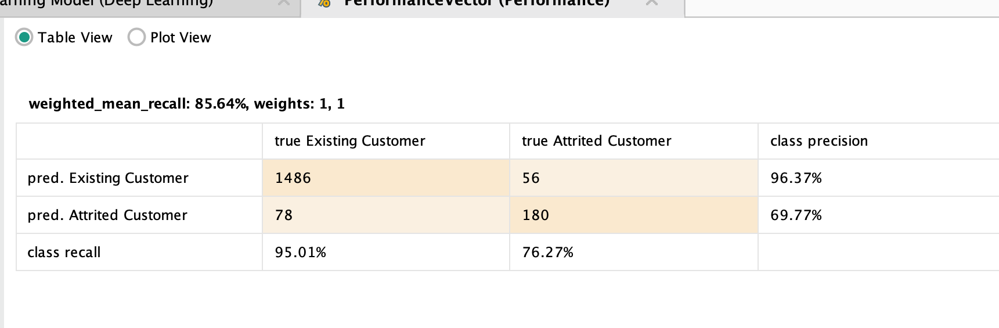 arning Model (Deep Learning)
PerformanceVector (Performance)
Table View Plot View
weighted_mean_recall: 85.64%, weights: 1, 1
true Existing Customer true Attrited Customer class precision
pred. Existing Customer 1486 56 96.37%
pred. Attrited Customer 78 180 69.77%
class recall 95.01% 76.27%